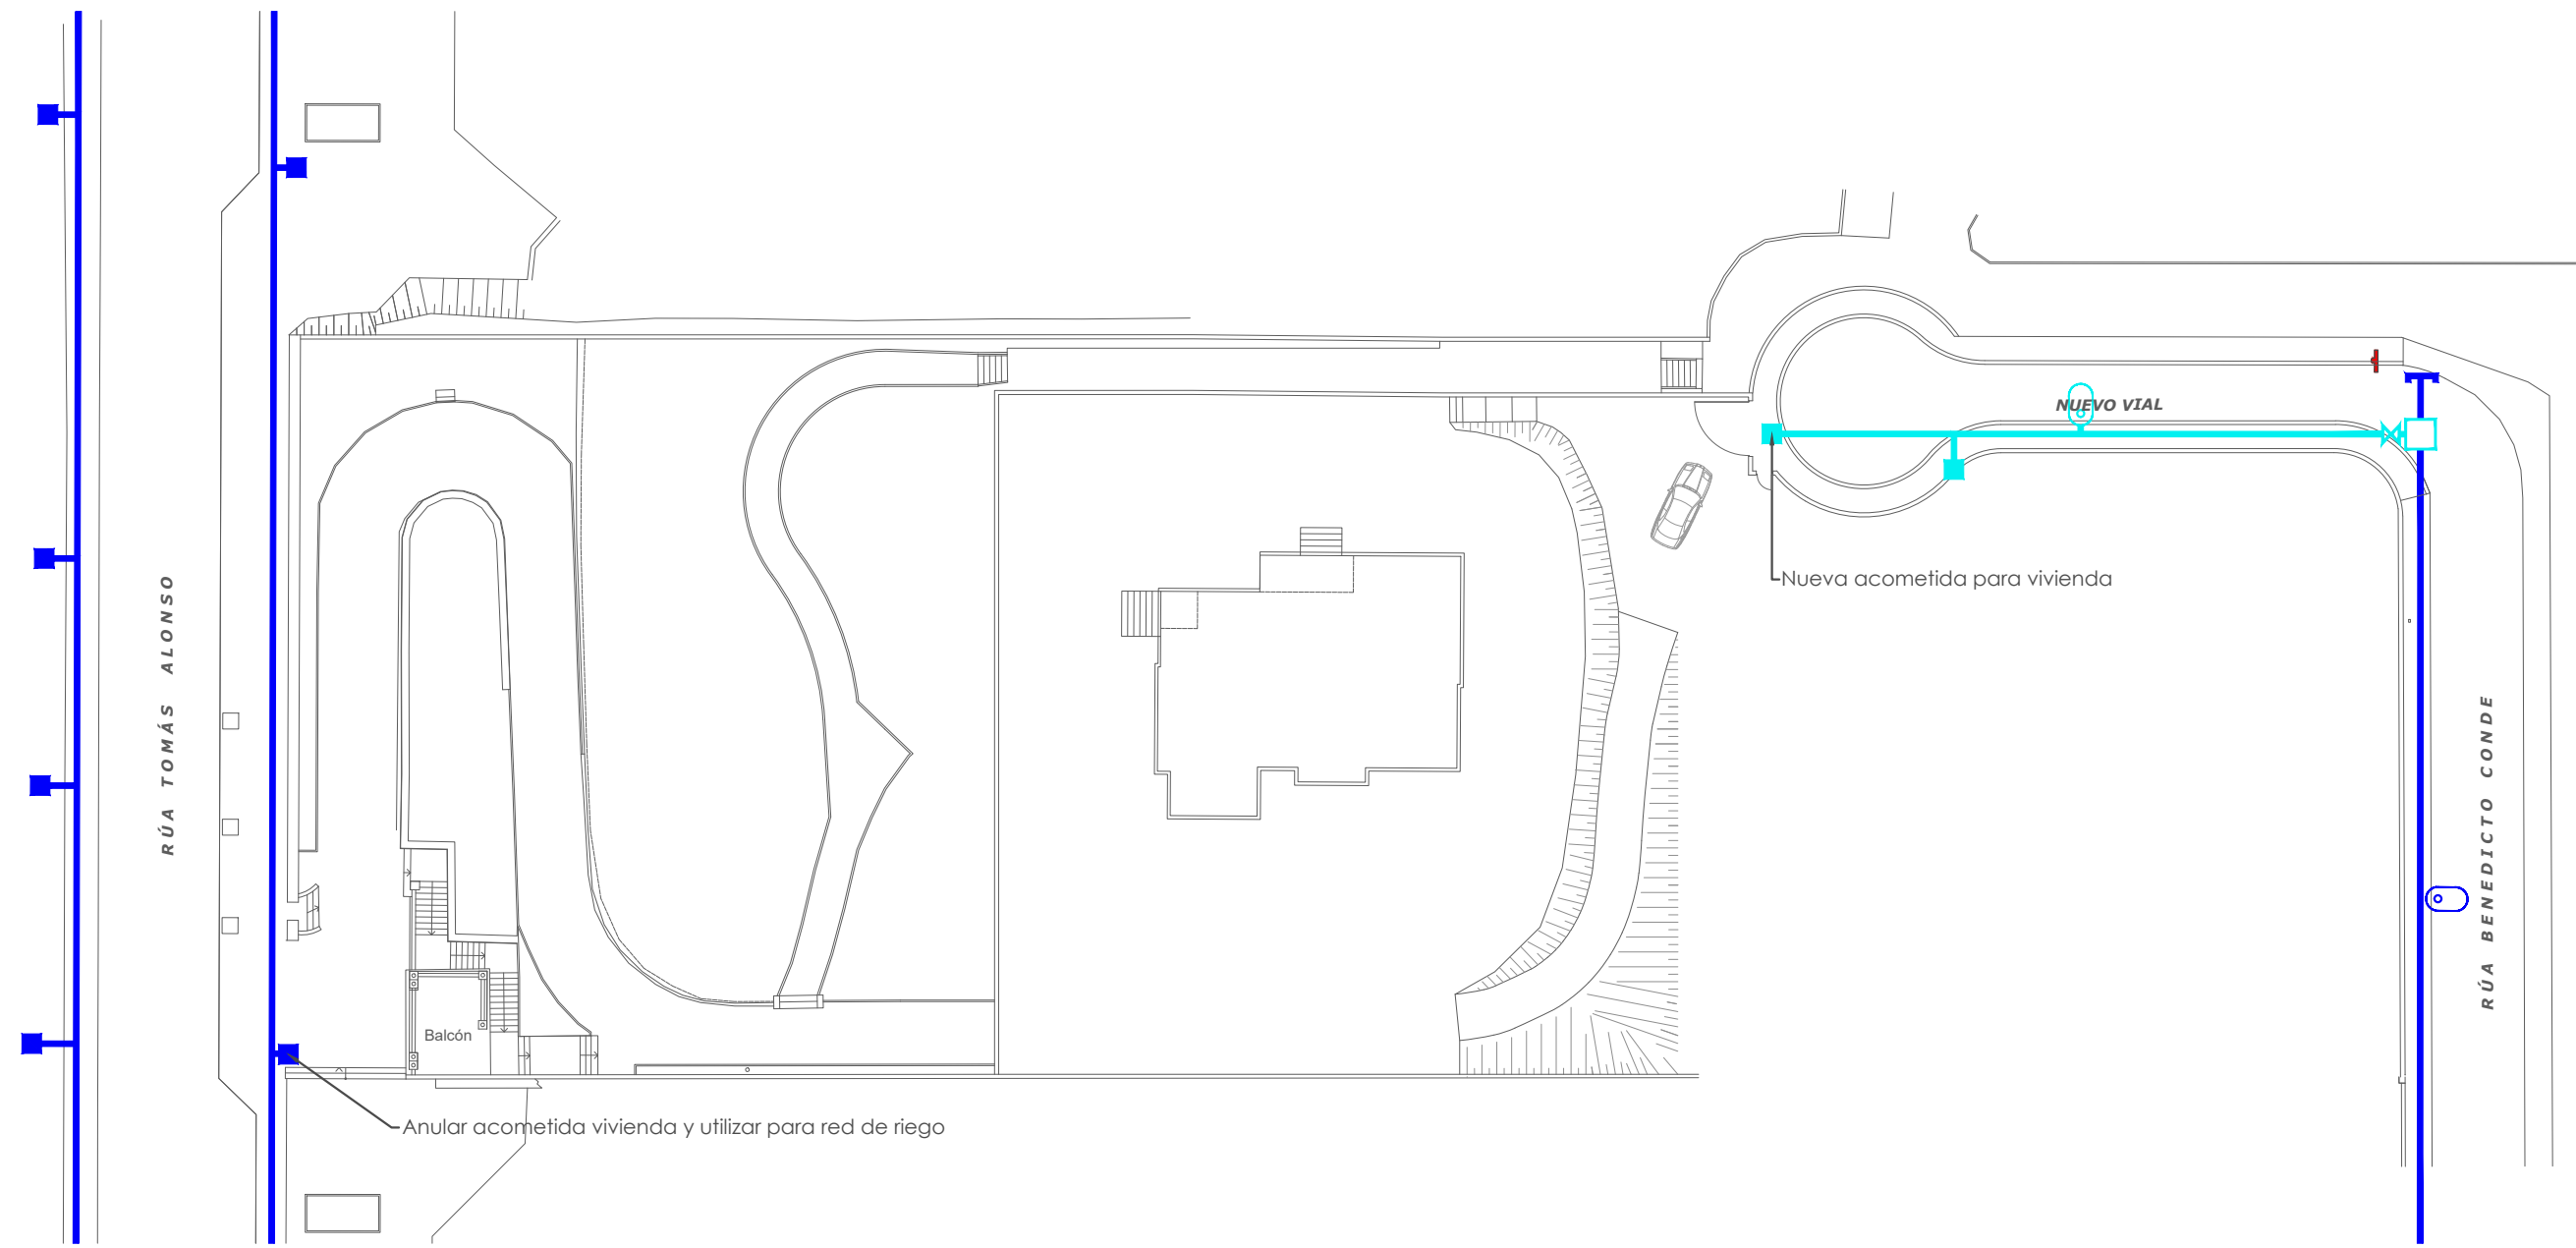 NUEVO VIAL
Nueva acometida para vivienda
RÚA TOMÁS ALONSO
RÚA BENEDICTO CONDE
Balcón
Anular acometida vivienda y utilizar para red de riego